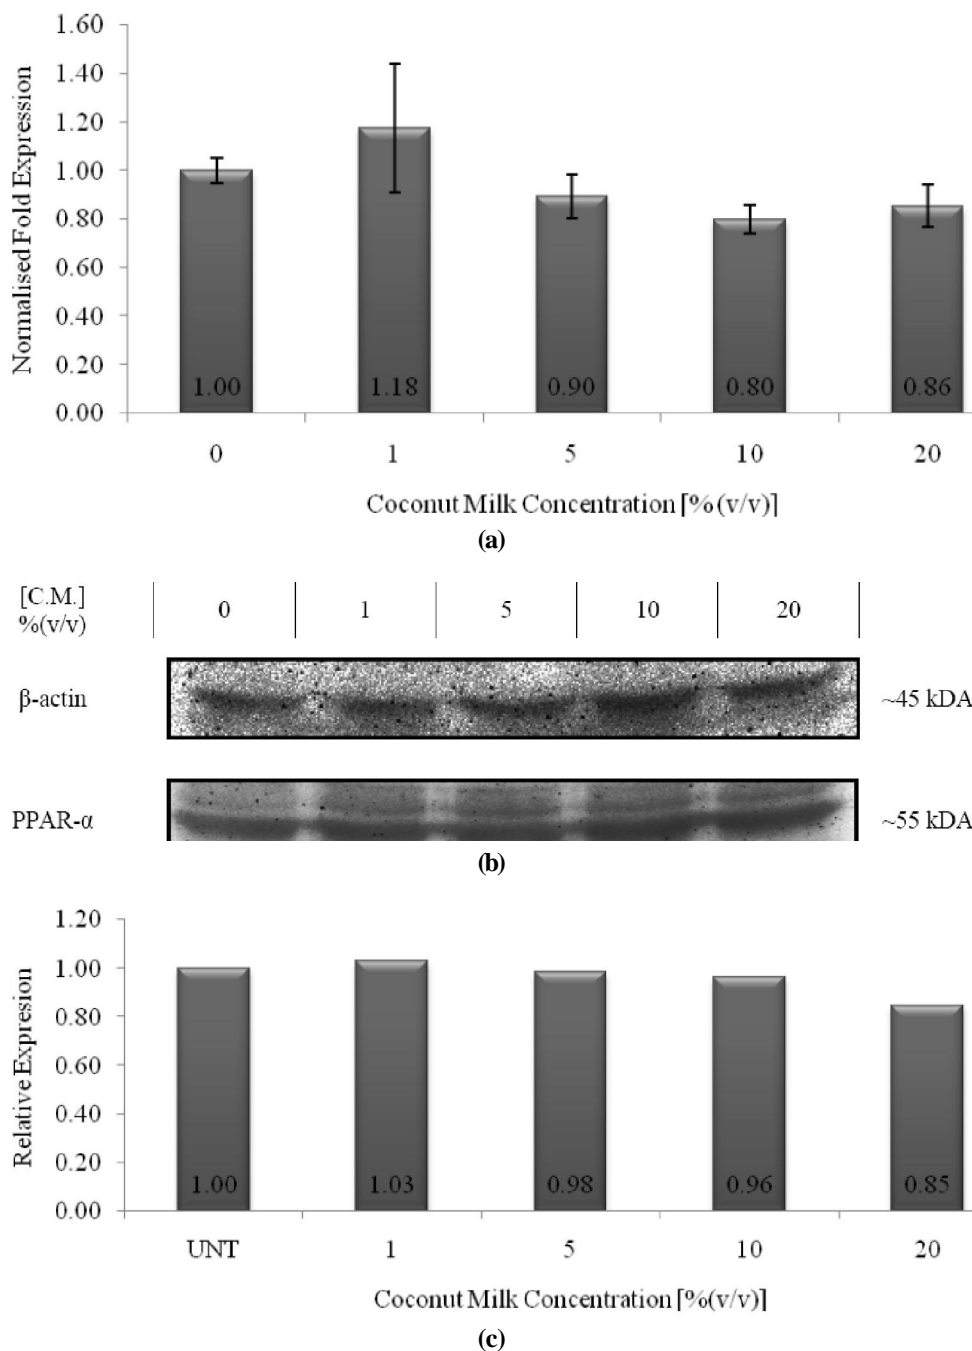 1.60
1.40
1.20
1.00
0.80
0.60
0.40
0.20
0.00
Normalised Fold Expression
1.00 1.18 0.90 0.80 0.86
0 1 5 10 20
Coconut Milk Concentration [%(v/v)]
(a)
[C.M.]
%(v/v)
0 1 5 10 20
β-actin ~45 kDA
PPAR-α ~55 kDA
(b)
1.20
1.00
0.80
0.60
0.40
0.20
0.00
Relative Expresion
1.00 1.03 0.98 0.96 0.85
UNT 1 5 10 20
Coconut Milk Concentration [%(v/v)]
(c)